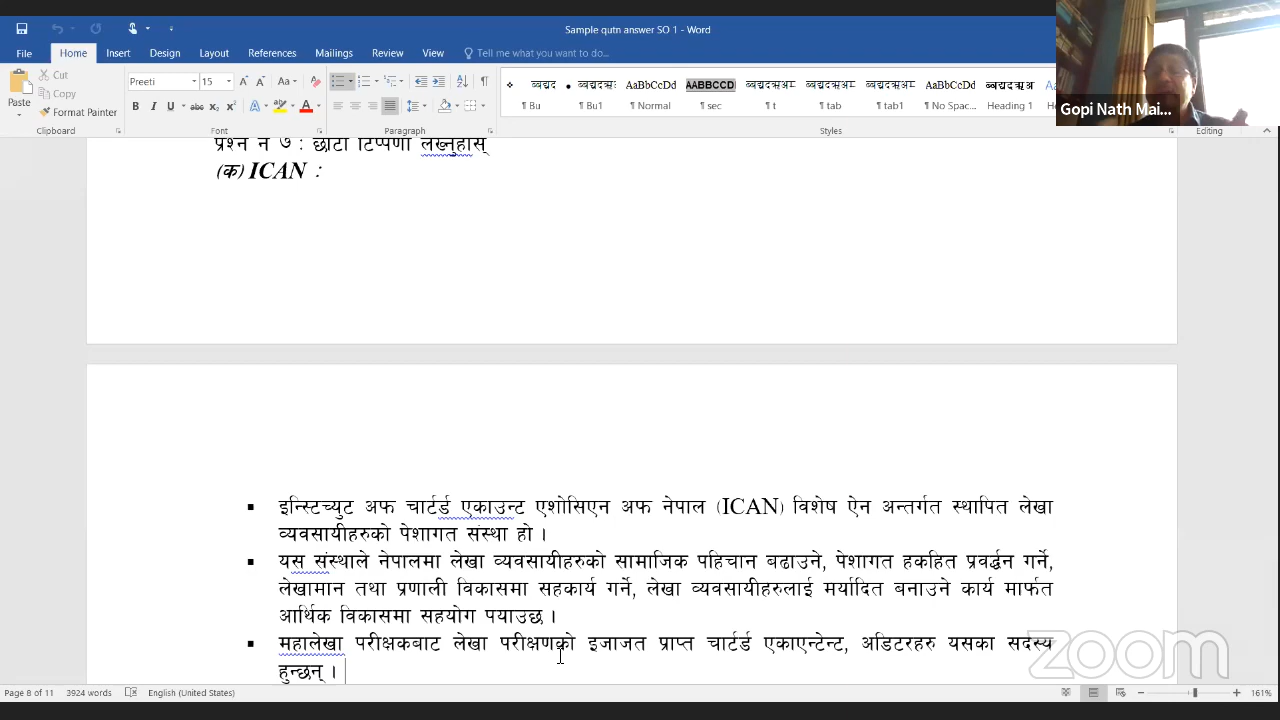 Sample qutn answer SO 1 - Word
File Home Insert Design Layout References Mailings Review View Tell me what you want to do...
Paste Cut Copy Format Painter
Preeti 15
Clipboard Font Paragraph Styles Editing
AaBbCcDd AABBCCD AaBbCcDd
¶ Bu ¶ Bu1 ¶ Normal ¶ sec ¶ t ¶ tab ¶ tab1 ¶ No Spac... Heading 1
Gopi Nath Mai...
प्रश्न नं ७ : छोटो टिप्पणी लेख्नुहोस्
(क) ICAN :
▪ इन्स्टिच्युट अफ चार्टर्ड एकाउन्ट एशोसिएन अफ नेपाल (ICAN) विशेष ऐन अन्तर्गत स्थापित लेखा
व्यवसायीहरुको पेशागत संस्था हो ।
▪ यस संस्थाले नेपालमा लेखा व्यवसायीहरुको सामाजिक पहिचान बढाउने, पेशागत हकहित प्रवर्द्धन गर्ने,
लेखामान तथा प्रणाली विकासमा सहकार्य गर्ने, लेखा व्यवसायीहरुलाई मर्यादित बनाउने कार्य मार्फत
आर्थिक विकासमा सहयोग पयाउछ ।
▪ महालेखा परीक्षकबाट लेखा परीक्षणको इजाजत प्राप्त चार्टर्ड एकाएन्टेन्ट, अडिटरहरु यसका सदस्य
हुन्छन् ।
zoom
Page 8 of 11 3924 words English (United States) 161%